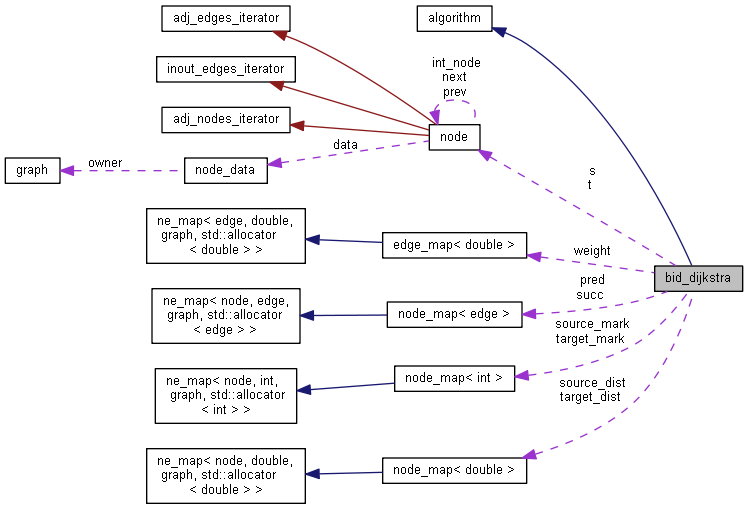 adj_edges_iterator
algorithm
inout_edges_iterator
int_node
next
prev
adj_nodes_iterator
node
data
owner
graph
node_data
s
t
ne_map< edge, double,
graph, std::allocator
< double > >
edge_map< double >
weight
bid_dijkstra
ne_map< node, edge,
graph, std::allocator
< edge > >
node_map< edge >
pred
succ
source_mark
target_mark
ne_map< node, int,
graph, std::allocator
< int > >
node_map< int >
source_dist
target_dist
ne_map< node, double,
graph, std::allocator
< double > >
node_map< double >